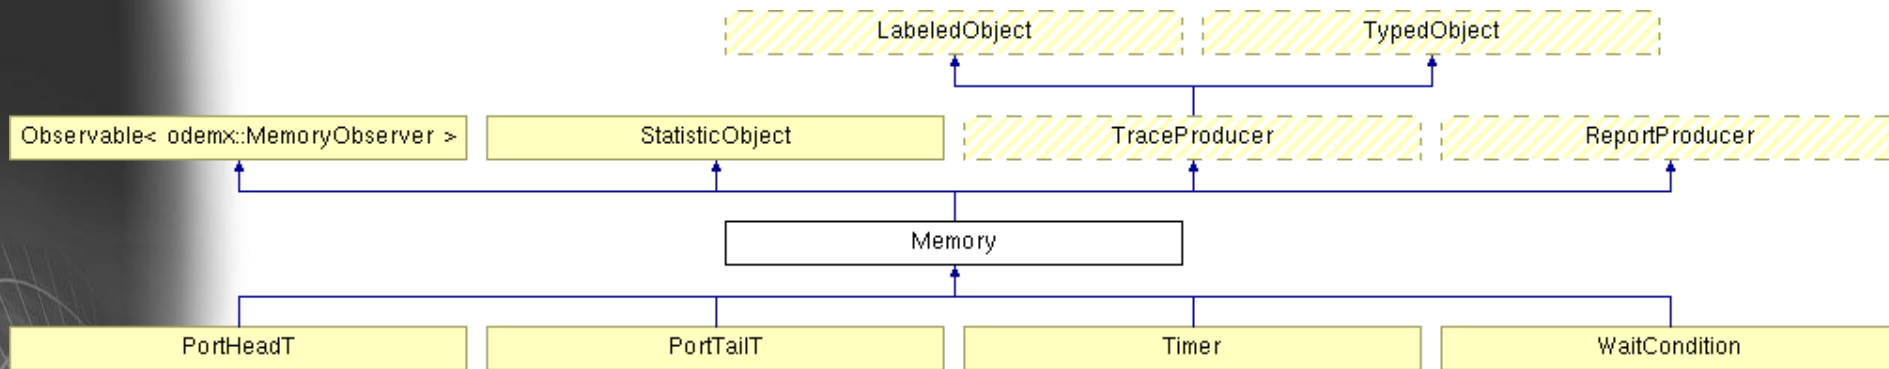 LabeledObject
TypedObject
Observable< odemx::MemoryObserver >
StatisticObject
TraceProducer
ReportProducer
Memory
PortHeadT
PortTailT
Timer
WaitCondition